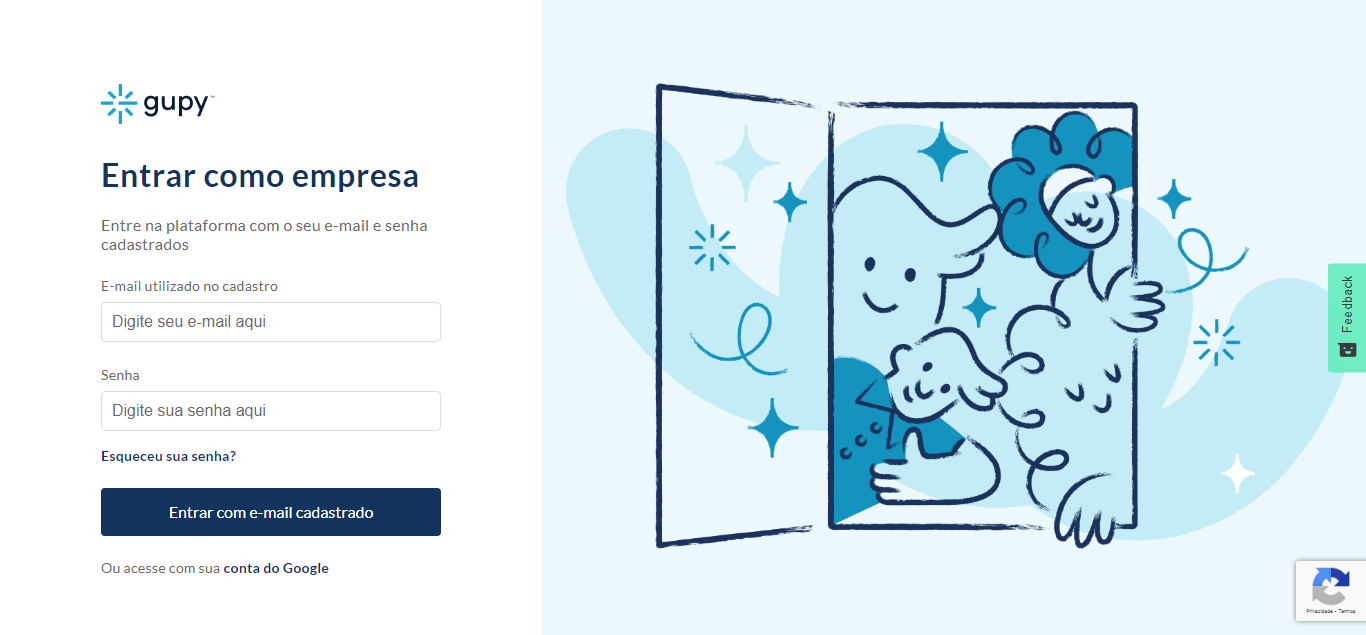 gupy™
Entrar como empresa
Entre na plataforma com o seu e-mail e senha
cadastrados
E-mail utilizado no cadastro
Digite seu e-mail aqui
Senha
Digite sua senha aqui
Esqueceu sua senha?
Entrar com e-mail cadastrado
Ou acesse com sua conta do Google
Feedback
Privacidade - Termos